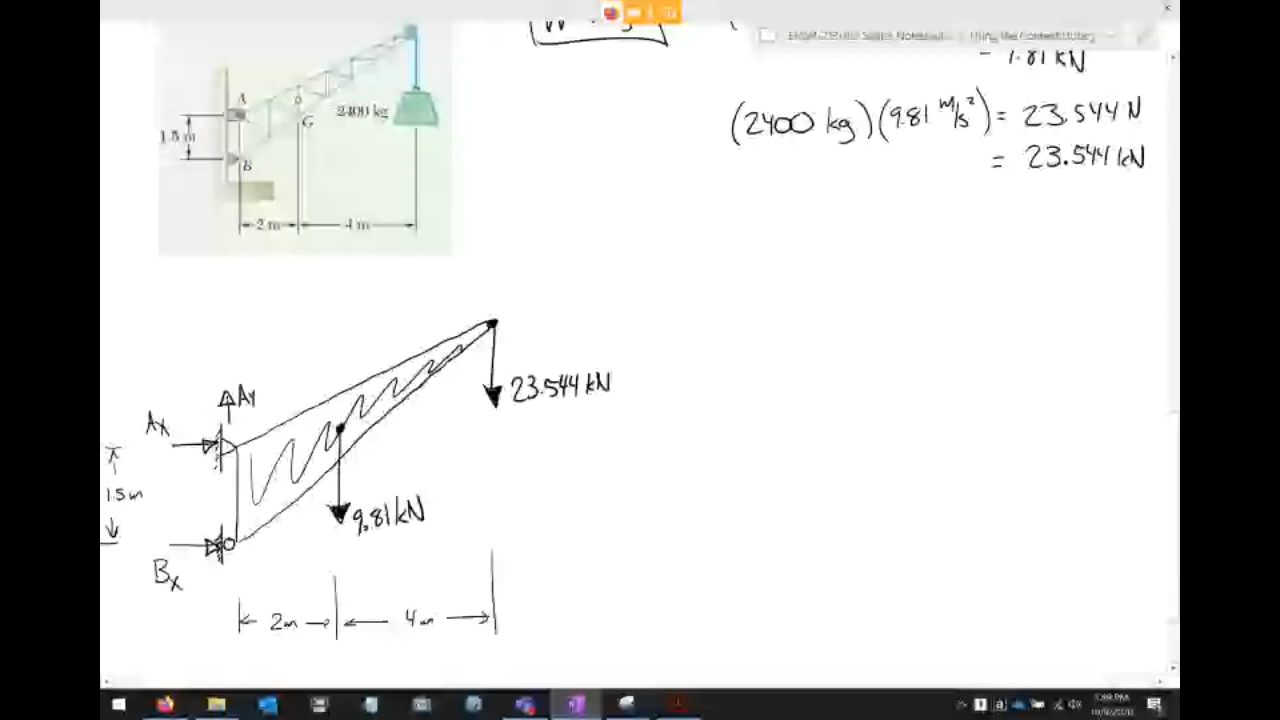 1.81 KN
(2400 kg)(9.81 m/s²) = 23.544 N
= 23.544 kN
A
2400 kg
G
1.5 m
B
2 m
4 m
23.544 kN
Ay
Ax
1.5m
9.81 kN
Bx
2m
4m